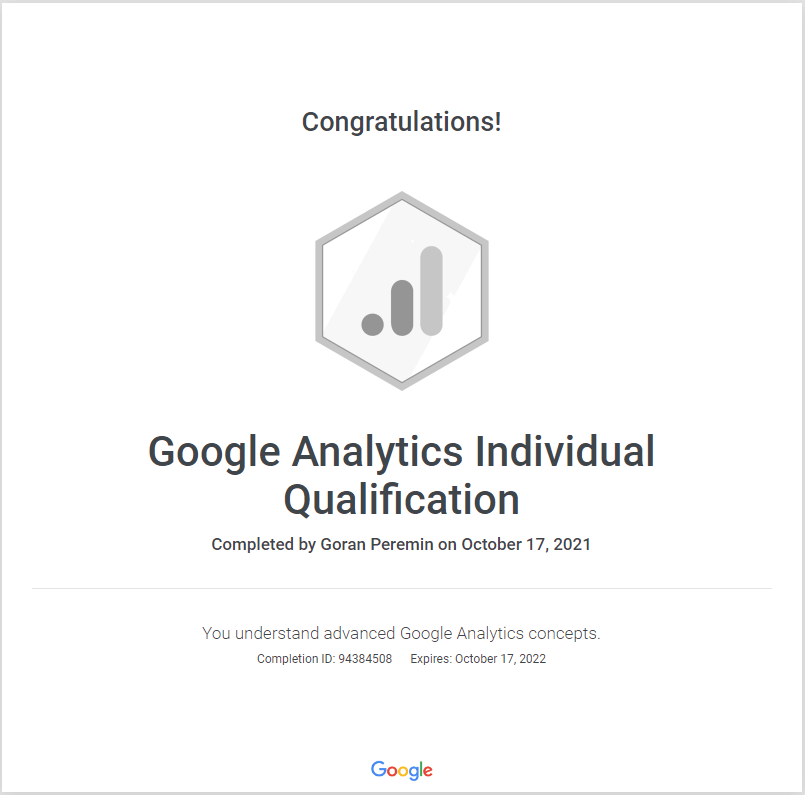 Congratulations!
Google Analytics Individual
Qualification
Completed by Goran Peremin on October 17, 2021
You understand advanced Google Analytics concepts.
Completion ID: 94384508 Expires: October 17, 2022
Google